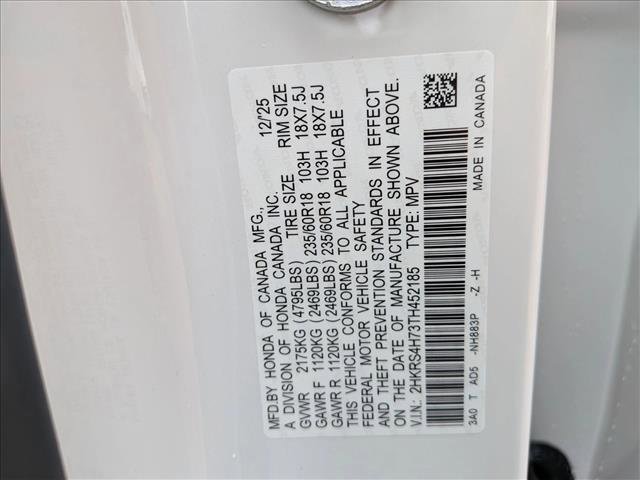 MFD.BY HONDA OF CANADA MFG., 12/'25
A DIVISION OF HONDA CANADA INC.
TIRE SIZE RIM SIZE
GVWR 2175KG (4795LBS)
GAWR F 1120KG (2469LBS) 235/60R18 103H 18X7.5J
GAWR R 1120KG (2469LBS) 235/60R18 103H 18X7.5J
THIS VEHICLE CONFORMS TO ALL APPLICABLE
FEDERAL MOTOR VEHICLE SAFETY
AND THEFT PREVENTION STANDARDS IN EFFECT
ON THE DATE OF MANUFACTURE SHOWN ABOVE.
V.I.N.: 2HKRS4H73TH452185 TYPE: MPV
3A0 T AD5 -NH883P -Z -H MADE IN CANADA